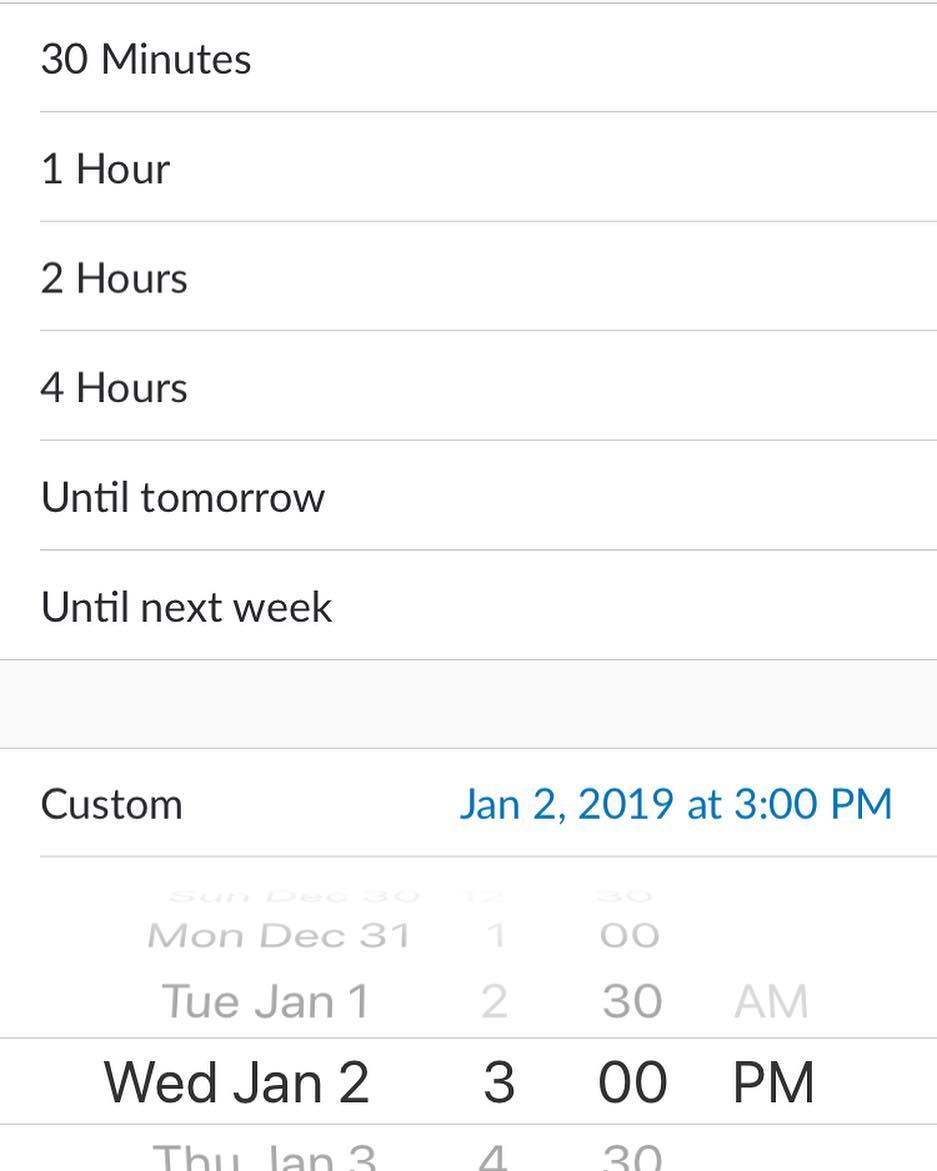 30 Minutes
1 Hour
2 Hours
4 Hours
Until tomorrow
Until next week
Custom Jan 2, 2019 at 3:00 PM
Sun Dec 30 12 30
Mon Dec 31 1 00
Tue Jan 1 2 30 AM
Wed Jan 2 3 00 PM
Thu Jan 3 4 30